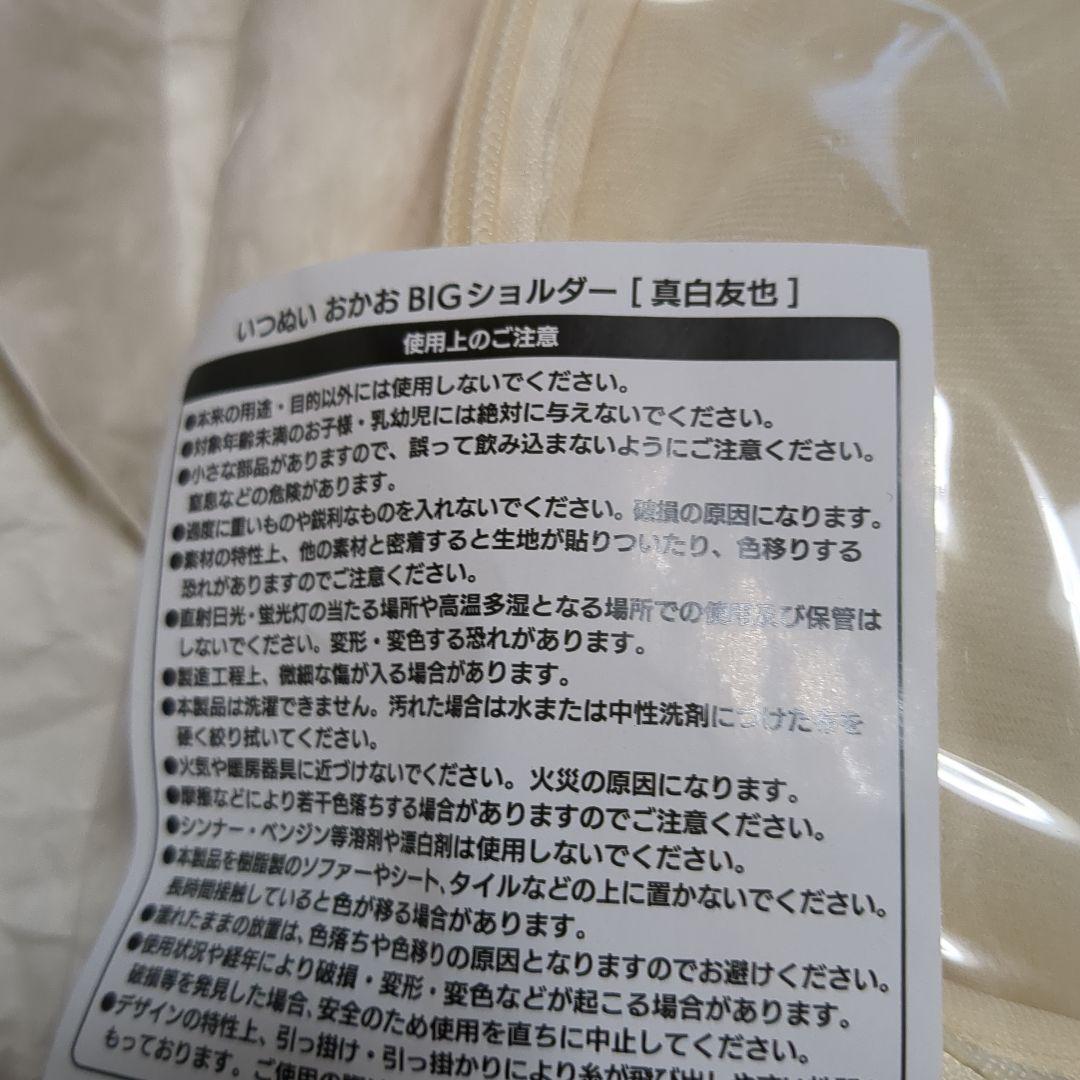 いつぬい おかお BIGショルダー [ 真白友也 ]
使用上のご注意
●本来の用途・目的以外には使用しないでください。
●対象年齢未満のお子様・乳幼児には絶対に与えないでください。
●小さな部品がありますので、誤って飲み込まないようにご注意ください。
窒息などの危険があります。
●過度に重いものや鋭利なものを入れないでください。破損の原因になります。
●素材の特性上、他の素材と密着すると生地が貼りついたり、色移りする
恐れがありますのでご注意ください。
●直射日光・蛍光灯の当たる場所や高温多湿となる場所での使用及び保管は
しないでください。変形・変色する恐れがあります。
●製造工程上、微細な傷が入る場合があります。
●本製品は洗濯できません。汚れた場合は水または中性洗剤につけた布を
硬く絞り拭いてください。
●火気や暖房器具に近づけないでください。火災の原因になります。
●摩擦などにより若干色落ちする場合がありますのでご注意ください。
●シンナー・ベンジン等溶剤や漂白剤は使用しないでください。
●本製品を樹脂製のソファーやシート、タイルなどの上に置かないでください。
長時間接触していると色が移る場合があります。
●濡れたままの放置は、色落ちや色移りの原因となりますのでお避けください。
●使用状況や経年により破損・変形・変色などが起こる場合があります。
破損等を発見した場合、安全のため使用を直ちに中止してください。
●デザインの特性上、引っ掛け・引っ掛かりにより糸が飛び出しやすい
もっております。ご使用の